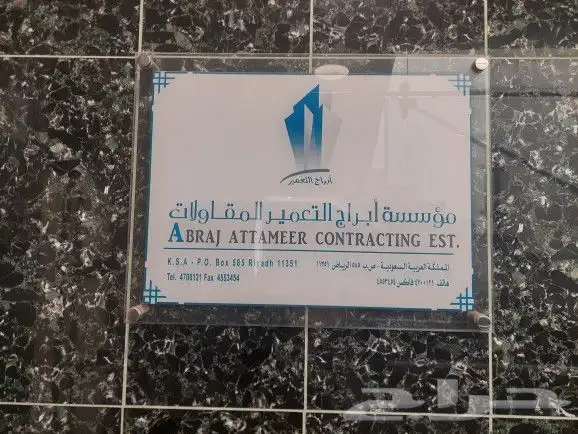 أبراج التعمير
مؤسسة أبراج التعمير المقاولات
ABRAJ ATTAMEER CONTRACTING EST.
K.S.A - P.O. Box 585 Riyadh 11351
المملكة العربية السعودية - ص.ب ٥٨٥ الرياض ١١٣٥١
Tel. 4700121 Fax 4553454
هاتف ٤٧٠٠١٢١ فاكس ٤٥٥٣٤٥٤
حراج